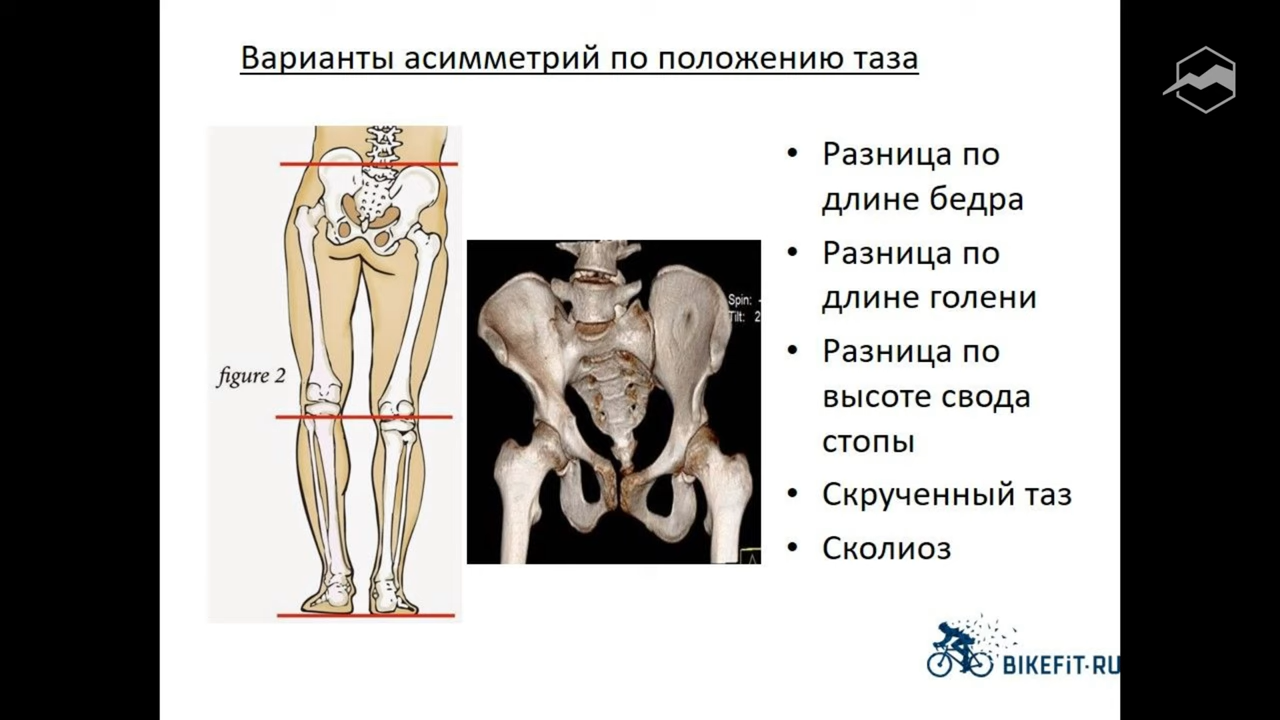 Варианты асимметрий по положению таза
figure 2
Spin: -
Tilt: 2
• Разница по
длине бедра
• Разница по
длине голени
• Разница по
высоте свода
стопы
• Скрученный таз
• Сколиоз
BIKEFiT·RU